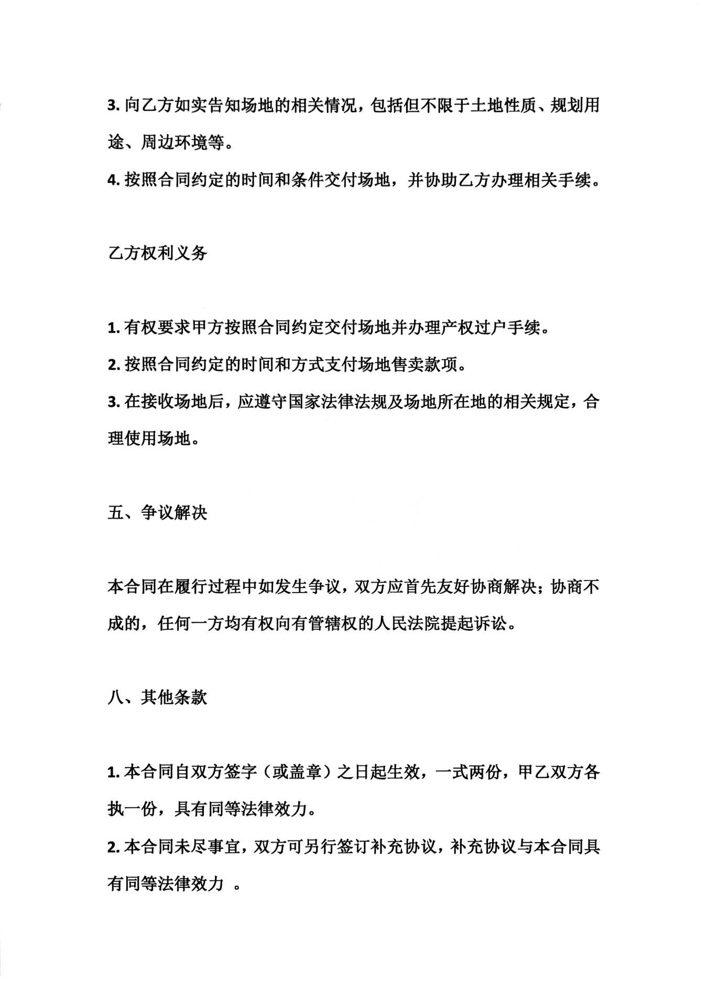 3. 向乙方如实告知场地的相关情况，包括但不限于土地性质、规划用
途、周边环境等。
4. 按照合同约定的时间和条件交付场地，并协助乙方办理相关手续。
乙方权利义务
1. 有权要求甲方按照合同约定交付场地并办理产权过户手续。
2. 按照合同约定的时间和方式支付场地售卖款项。
3. 在接收场地后，应遵守国家法律法规及场地所在地的相关规定，合
理使用场地。
五、争议解决
本合同在履行过程中如发生争议，双方应首先友好协商解决；协商不
成的，任何一方均有权向有管辖权的人民法院提起诉讼。
八、其他条款
1. 本合同自双方签字（或盖章）之日起生效，一式两份，甲乙双方各
执一份，具有同等法律效力。
2. 本合同未尽事宜，双方可另行签订补充协议，补充协议与本合同具
有同等法律效力 。